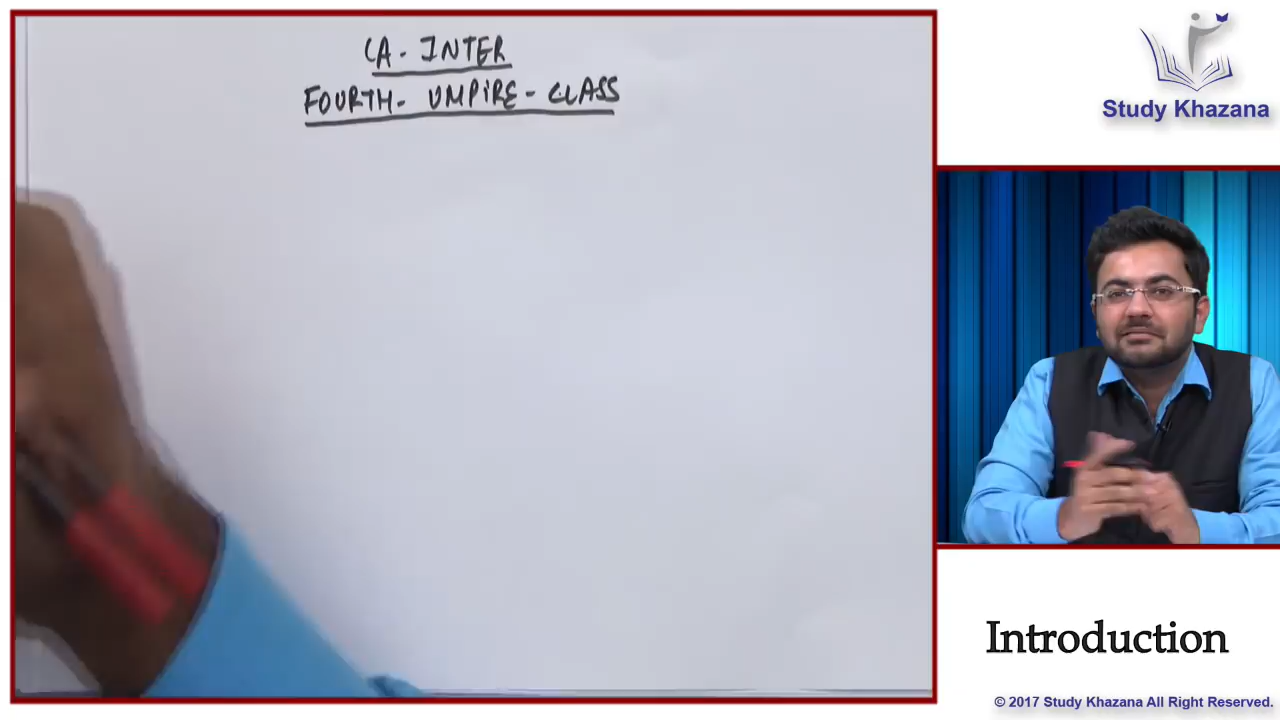 CA - INTER
FOURTH - UMPIRE - CLASS
Study Khazana
Introduction
© 2017 Study Khazana All Right Reserved.